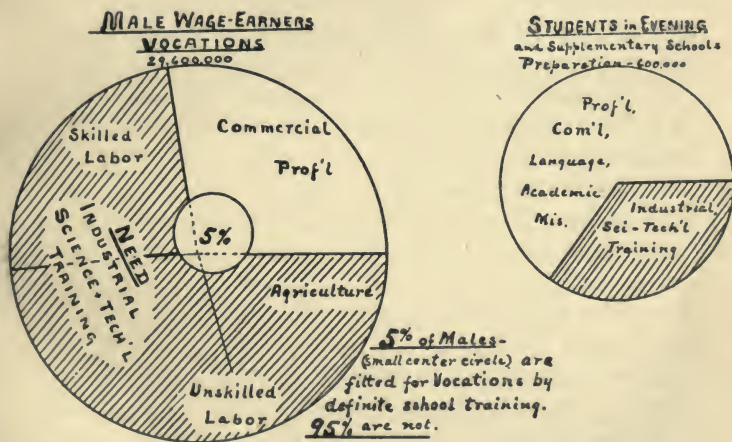 MALE WAGE-EARNERS
VOCATIONS
29,600,000
Skilled
Labor
Commercial
Prof'l
5%
NEED
INDUSTRIAL
SCIENCE + TECH'L
TRAINING
Agriculture
Unskilled
Labor
5% of Males-
(small center circle) are
fitted for Vocations by
definite school training.
95% are not.
STUDENTS in EVENING
and Supplementary Schools
Preparation-600,000
Prof'l,
Com'l,
Language,
Academic
Mis.
Industrial,
Sci-Tech'l
Training